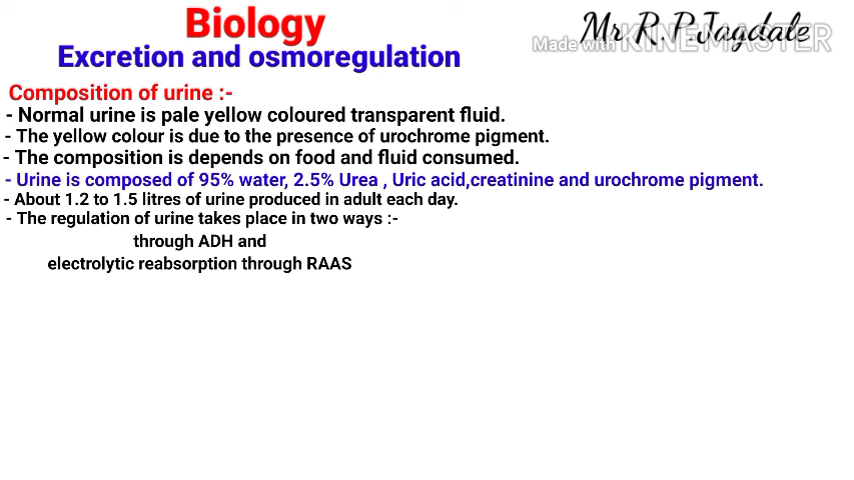 Biology
Mr. R. P. Jagdale
Made with KINEMASTER
Excretion and osmoregulation
Composition of urine :-
- Normal urine is pale yellow coloured transparent fluid.
- The yellow colour is due to the presence of urochrome pigment.
- The composition is depends on food and fluid consumed.
- Urine is composed of 95% water, 2.5% Urea , Uric acid,creatinine and urochrome pigment.
- About 1.2 to 1.5 litres of urine produced in adult each day.
- The regulation of urine takes place in two ways :-
through ADH and
electrolytic reabsorption through RAAS